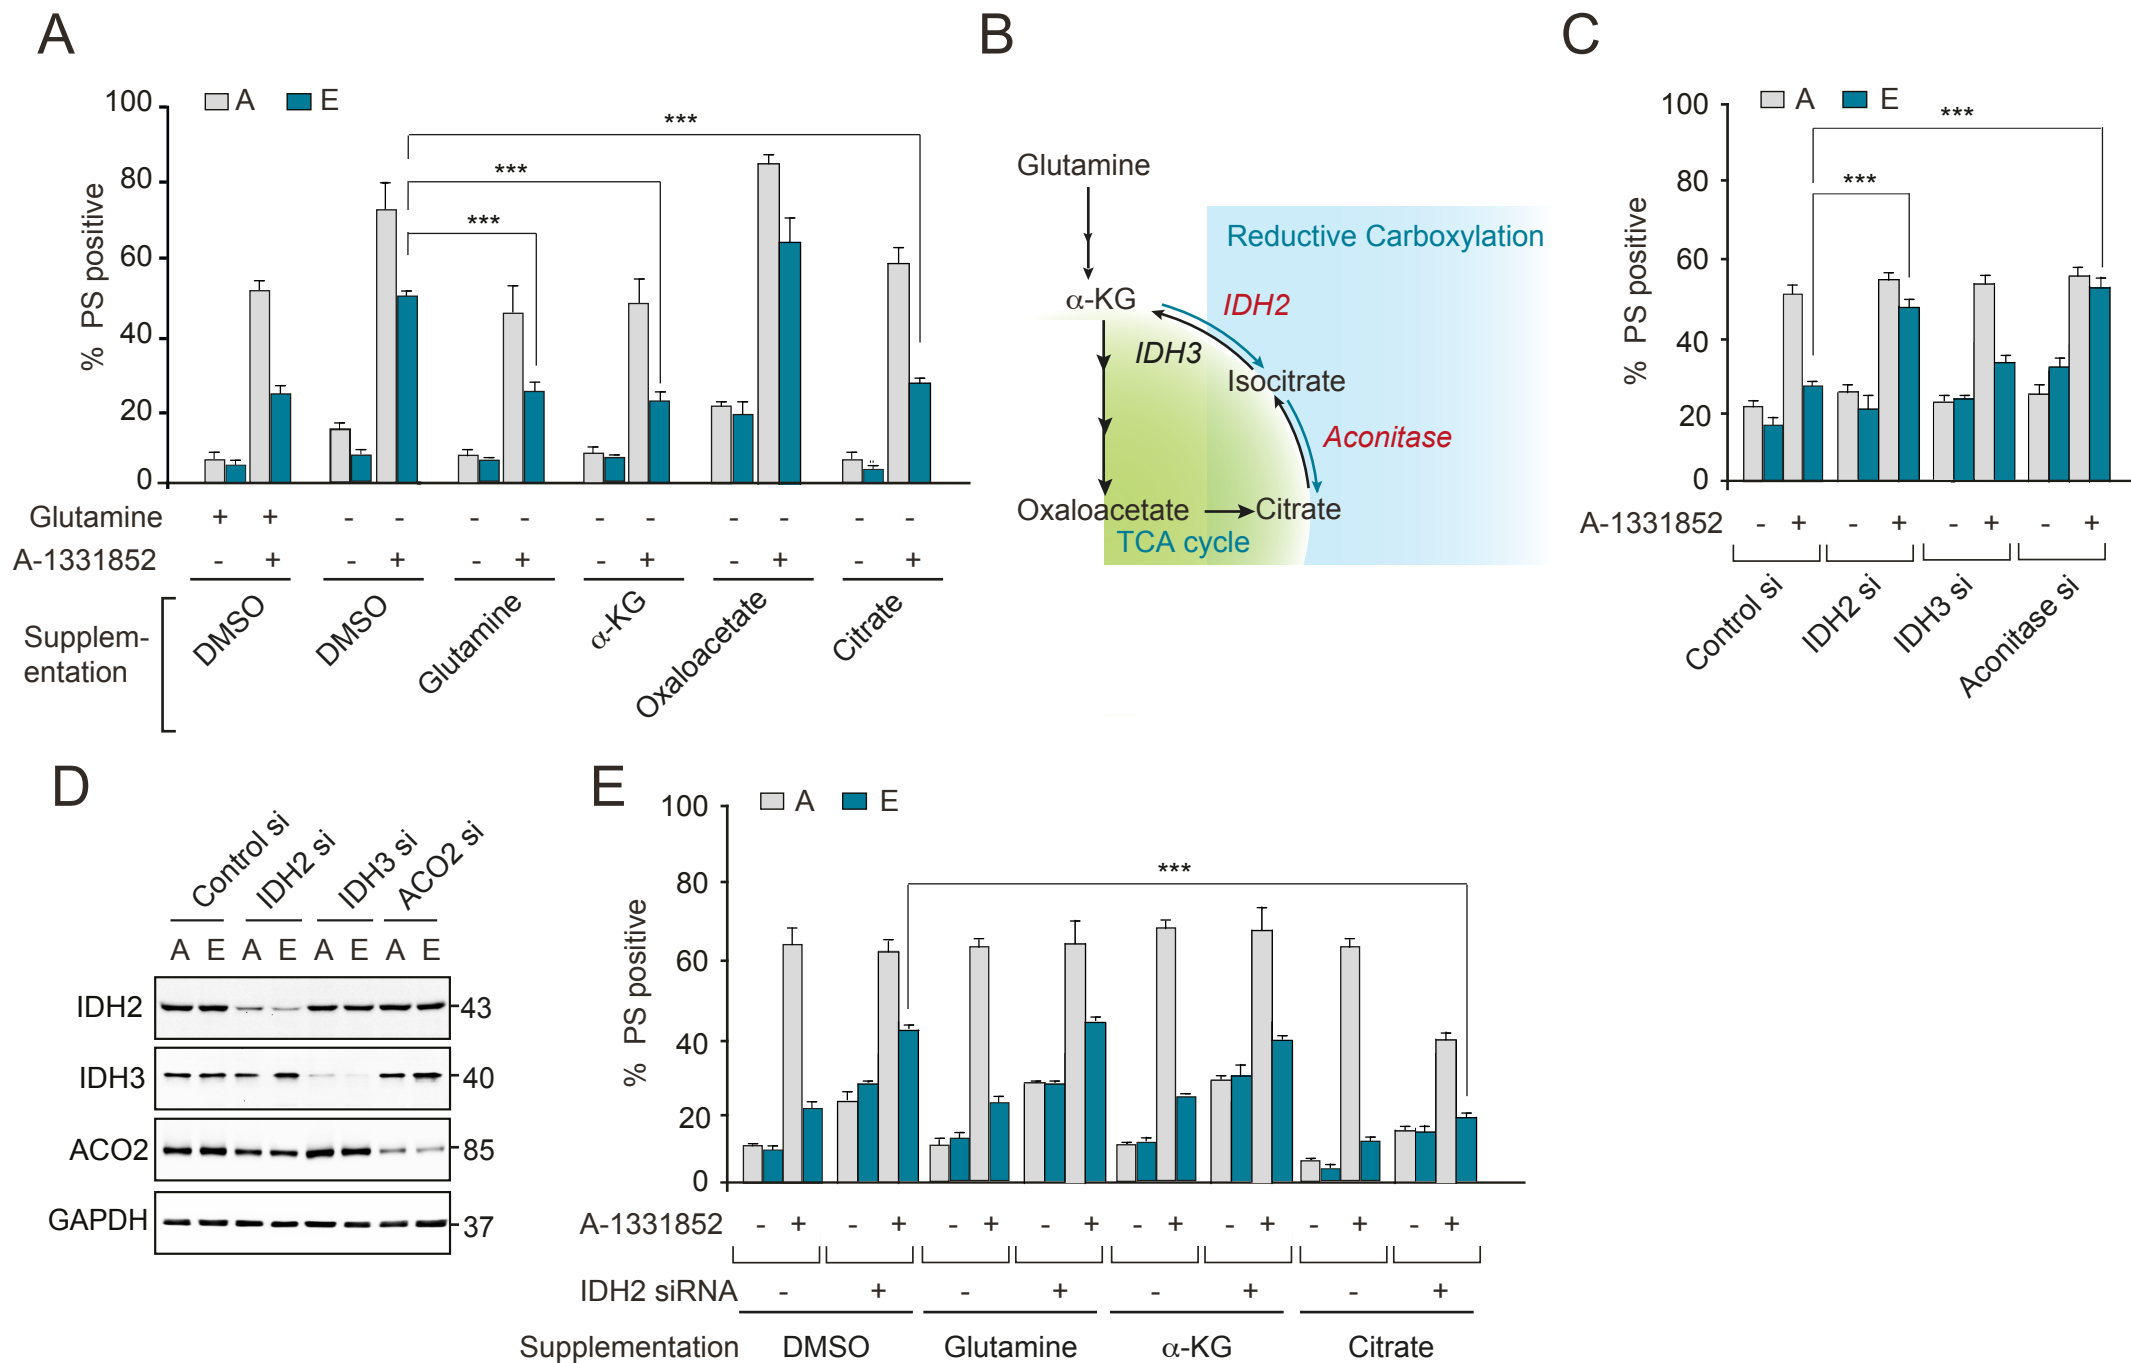 A
A E
100
80
60
40
20
0
% PS positive
***
***
***
Glutamine + + - - - - - - - - - -
A-1331852 - + - + - + - + - + - +
Supplem-
entation
DMSO
DMSO
Glutamine
α-KG
Oxaloacetate
Citrate
B
Glutamine
Reductive Carboxylation
α-KG
IDH2
IDH3
Isocitrate
Aconitase
Oxaloacetate
Citrate
TCA cycle
C
A E
100
80
60
40
20
0
% PS positive
***
***
A-1331852 - + - + - + - +
Control si
IDH2 si
IDH3 si
Aconitase si
D
Control si
IDH2 si
IDH3 si
ACO2 si
A E A E A E A E
IDH2 -43
IDH3 -40
ACO2 -85
GAPDH -37
E
A E
100
80
60
40
20
0
% PS positive
***
A-1331852 - + - + - + - + - + - + - + - +
IDH2 siRNA - + - + - + - +
Supplementation DMSO Glutamine α-KG Citrate